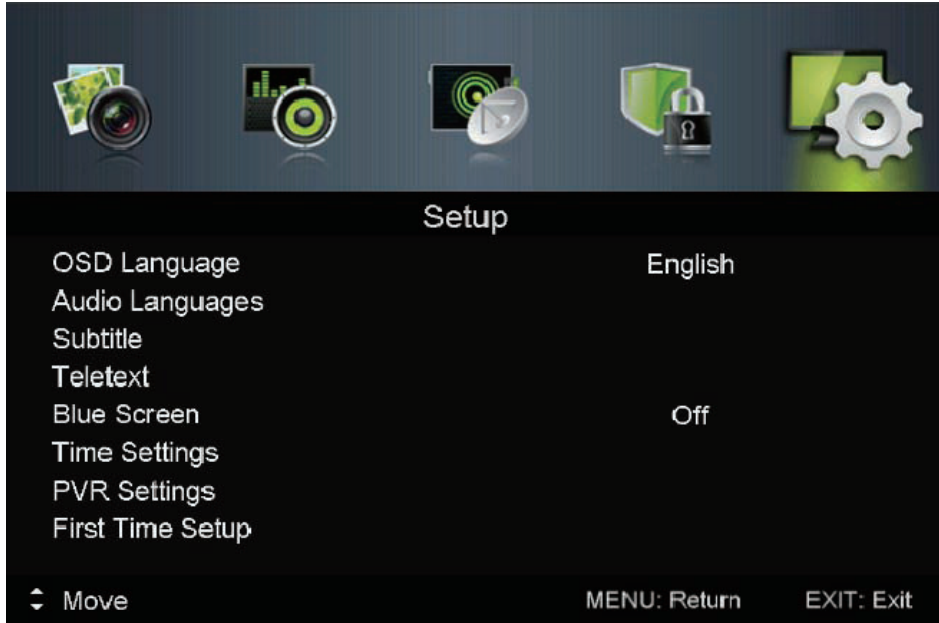 Setup
OSD Language English
Audio Languages
Subtitle
Teletext
Blue Screen Off
Time Settings
PVR Settings
First Time Setup
Move MENU: Return EXIT: Exit